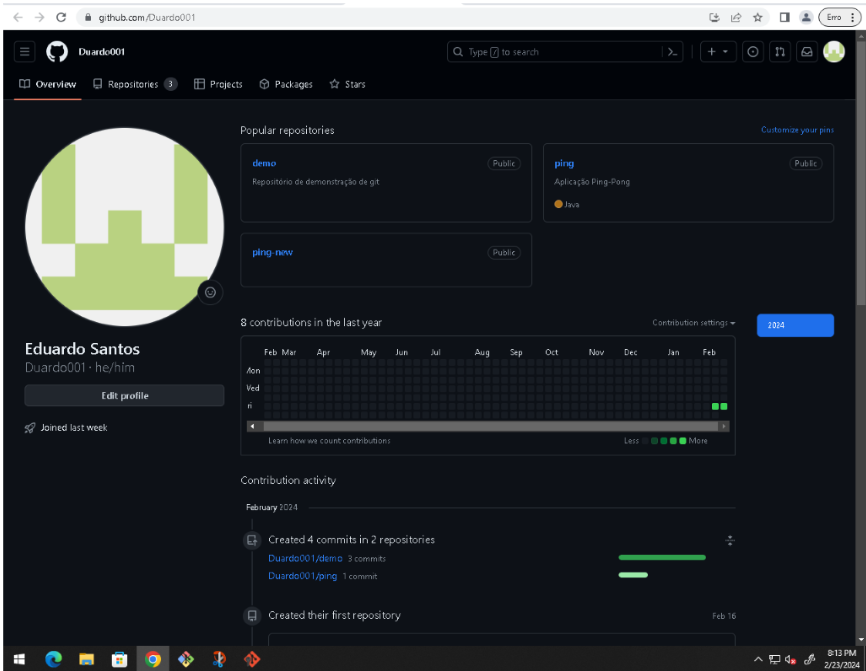 github.com/Duardo001
Erro
Duardo001
Type / to search
Overview Repositories 3 Projects Packages Stars
Popular repositories
Customize your pins
demo Public
Repositório de demonstração de git
ping Public
Aplicação Ping-Pong
Java
ping-new Public
Eduardo Santos
Duardo001 · he/him
Edit profile
Joined last week
8 contributions in the last year
Contribution settings
2024
Feb Mar Apr May Jun Jul Aug Sep Oct Nov Dec Jan Feb
Mon
Wed
ri
Learn how we count contributions
Less More
Contribution activity
February 2024
Created 4 commits in 2 repositories
Duardo001/demo 3 commits
Duardo001/ping 1 commit
Created their first repository Feb 16
8:13 PM
2/23/2024